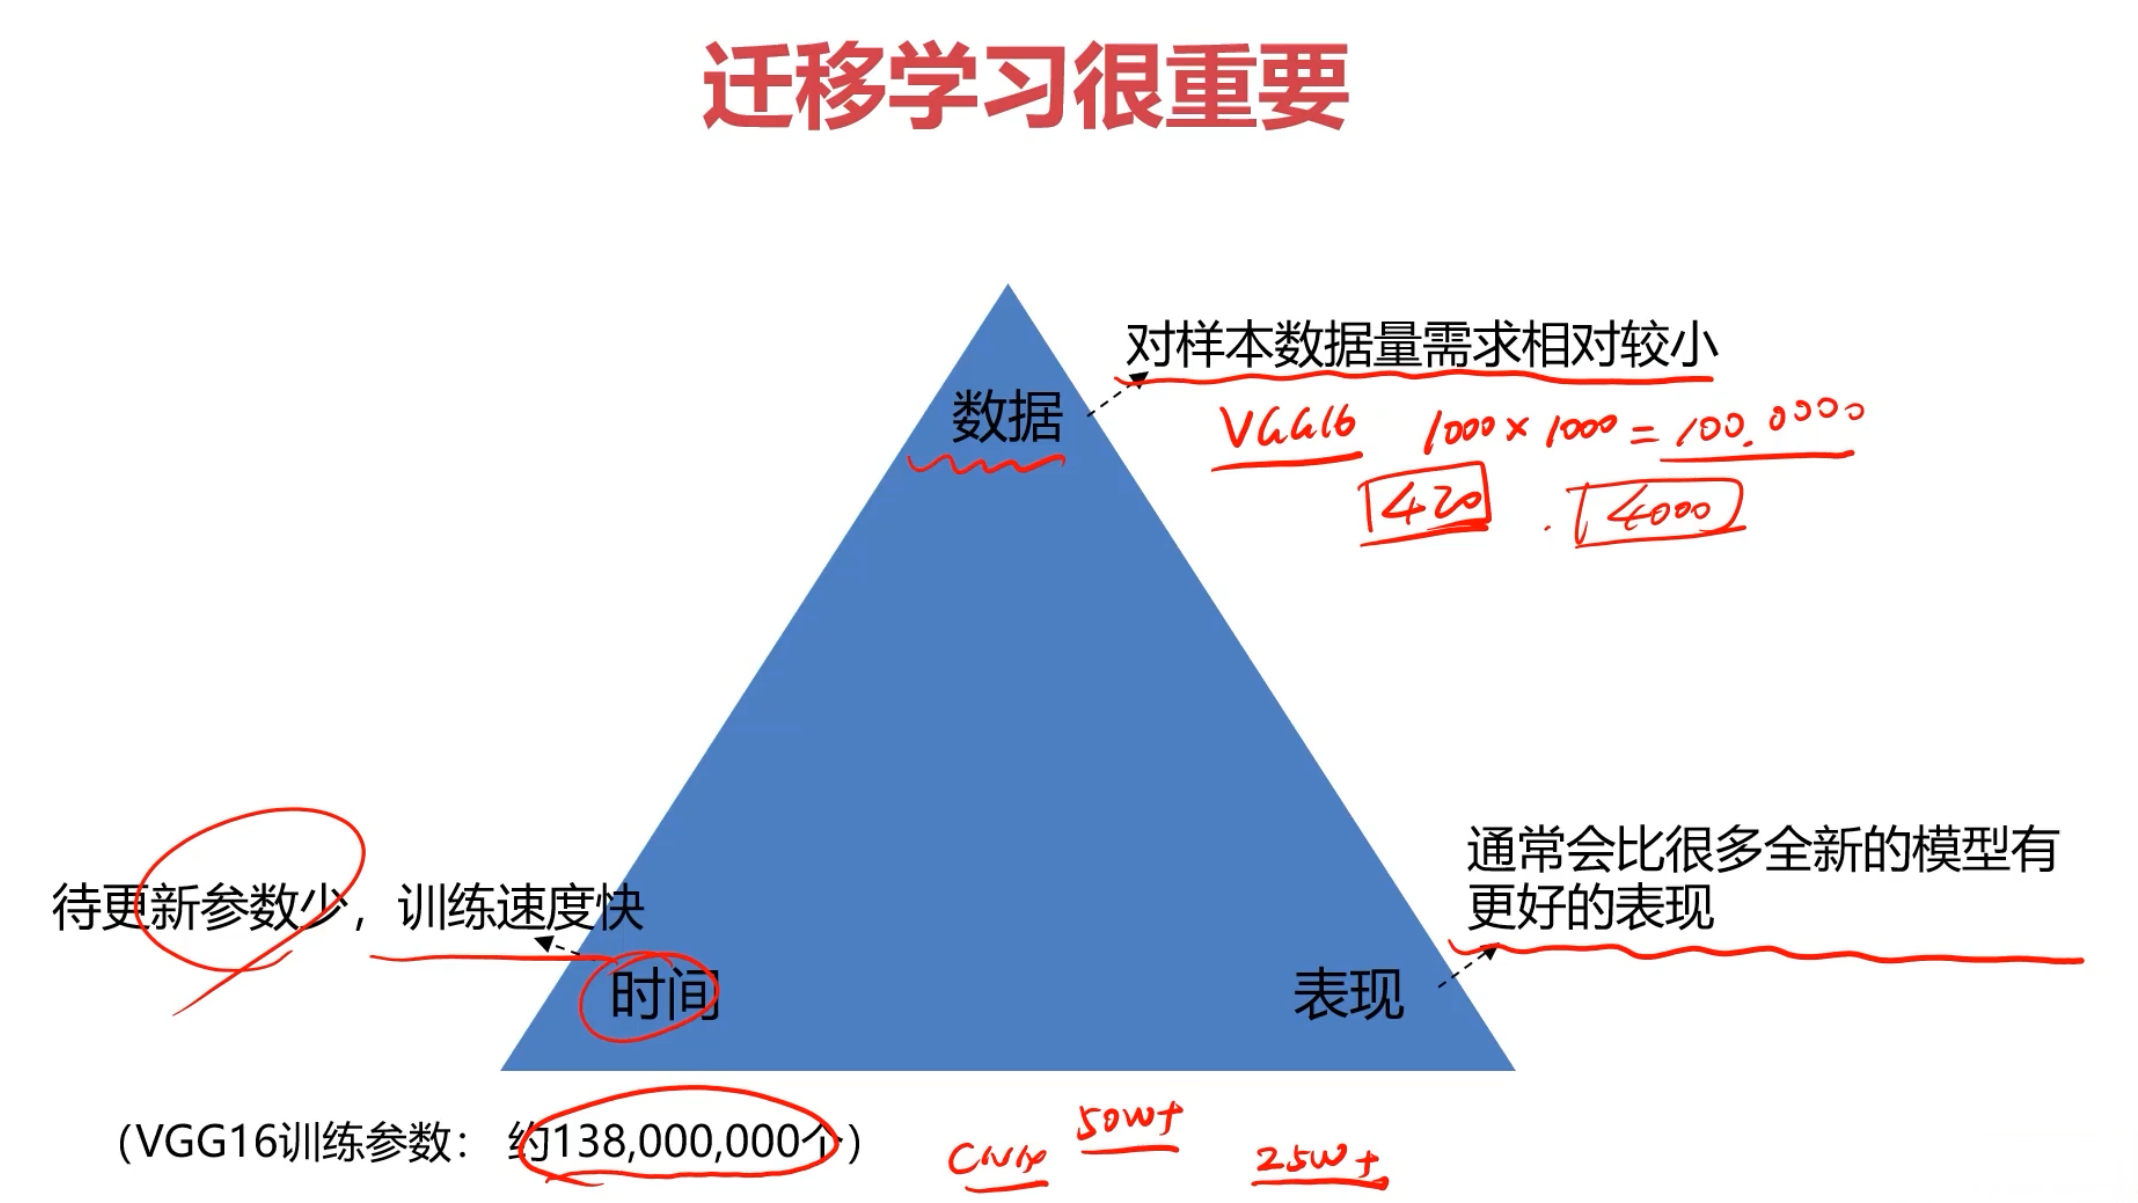 迁移学习很重要
对样本数据量需求相对较小
数据
VGG16 1000×1000=100.0000
420 4000
通常会比很多全新的模型有
更好的表现
待更新参数少，训练速度快
时间
表现
（VGG16训练参数： 约138,000,000个）
50W+
25W+